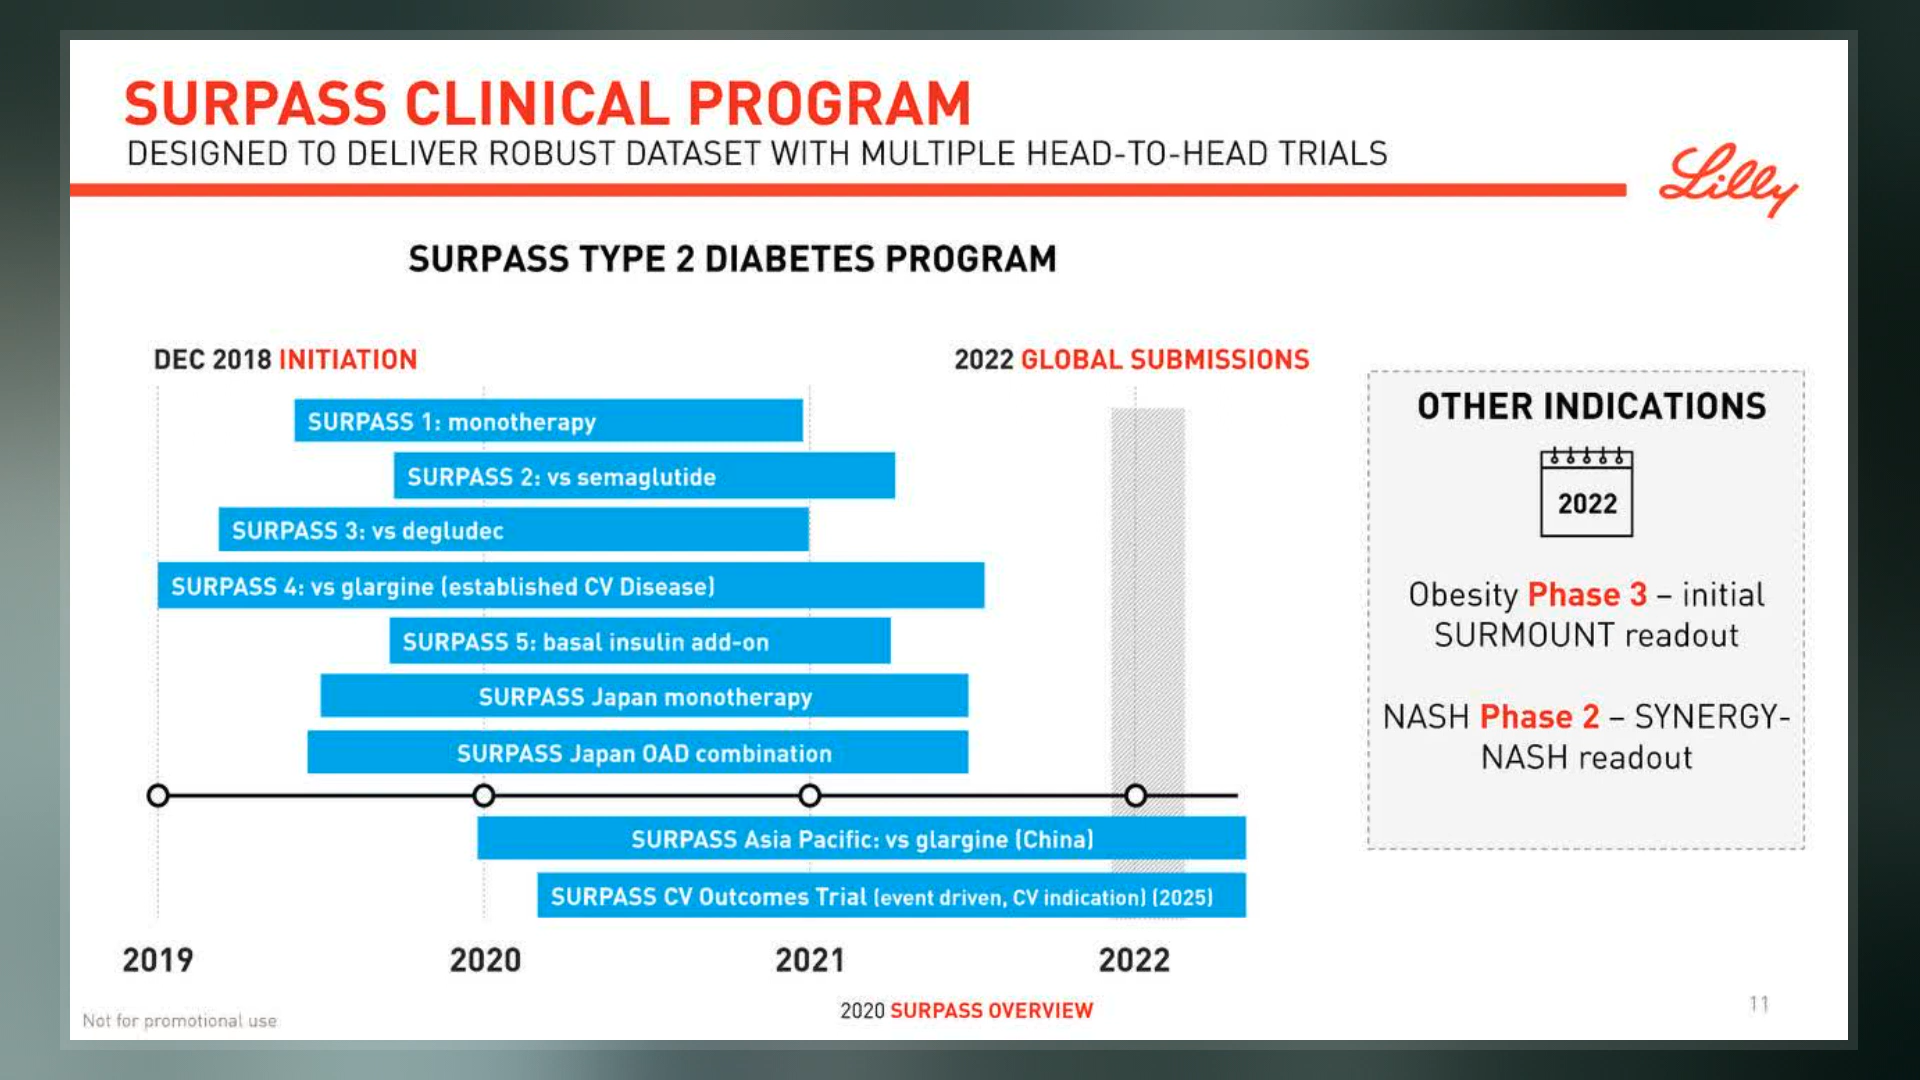 SURPASS CLINICAL PROGRAM
DESIGNED TO DELIVER ROBUST DATASET WITH MULTIPLE HEAD-TO-HEAD TRIALS
Lilly
SURPASS TYPE 2 DIABETES PROGRAM
DEC 2018 INITIATION
2022 GLOBAL SUBMISSIONS
SURPASS 1: monotherapy
SURPASS 2: vs semaglutide
SURPASS 3: vs degludec
SURPASS 4: vs glargine (established CV Disease)
SURPASS 5: basal insulin add-on
SURPASS Japan monotherapy
SURPASS Japan OAD combination
SURPASS Asia Pacific: vs glargine (China)
SURPASS CV Outcomes Trial (event driven, CV indication) (2025)
2019
2020
2021
2022
OTHER INDICATIONS
2022
Obesity Phase 3 – initial
SURMOUNT readout
NASH Phase 2 – SYNERGY-
NASH readout
Not for promotional use
2020 SURPASS OVERVIEW
11